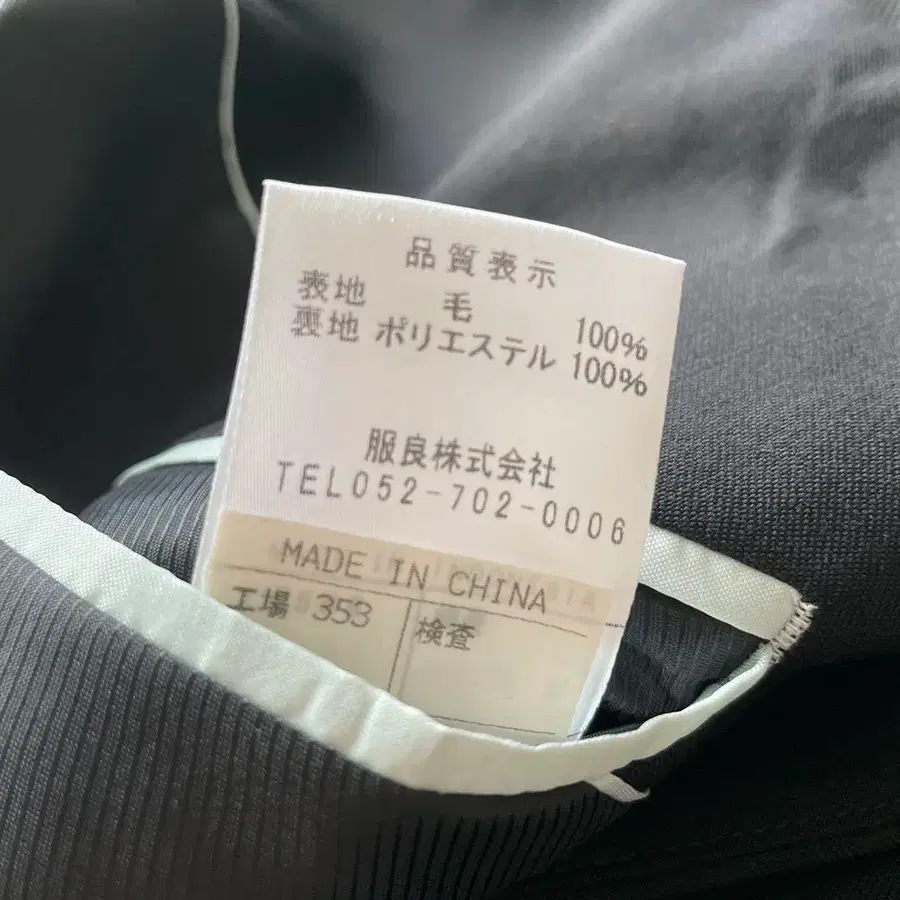 品質表示
表地 毛 100%
裏地 ポリエステル 100%
服良株式会社
TEL052-702-0006
MADE IN CHINA
工場 353
検査